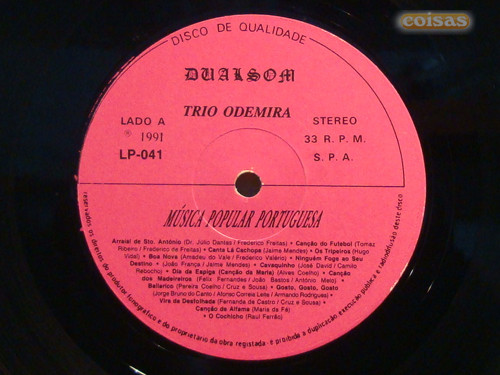 coisas
DISCO DE QUALIDADE
DUALSOM
TRIO ODEMIRA
LADO A
℗ 1991
LP-041
STEREO
33 R. P. M.
S. P. A.
MÚSICA POPULAR PORTUGUESA
Arraial de Sto. António (Dr. Júlio Dantas / Frederico Freitas) • Canção do Futebol (Tomaz
Ribeiro / Frederico de Freitas) • Canta Lá Cachopa (Jaime Mendes) • Os Tripeiros (Hugo
Vidal) • Boa Nova (Amadeu do Vale / Frederico Valério) • Ninguém Foge ao Seu
Destino • (João França / Jaime Mendes) • Cavaquinho (José David / Camilo
Rebocho) • Dia da Espiga (Canção da Maria) (Alves Coelho) • Canção
dos Madeireiros (Felix Fernandes / João Bastos / António Melo) •
Bailarico (Pereira Coelho / Cruz e Sousa) • Gosto, Gosto, Gosto
(Jorge Bruno do Canto / Afonso Correia Leite / Armando Rodrigues) •
Vira da Desfolhada (Fernanda de Castro / Cruz e Sousa) •
Canção de Alfama (Maria da Fé)
• O Cochicho (Raul Ferrão)
reservados os direitos do produtor fonográfico e do proprietário da obra registada • é proibida a duplicação execução pública e radiodifusão deste disco